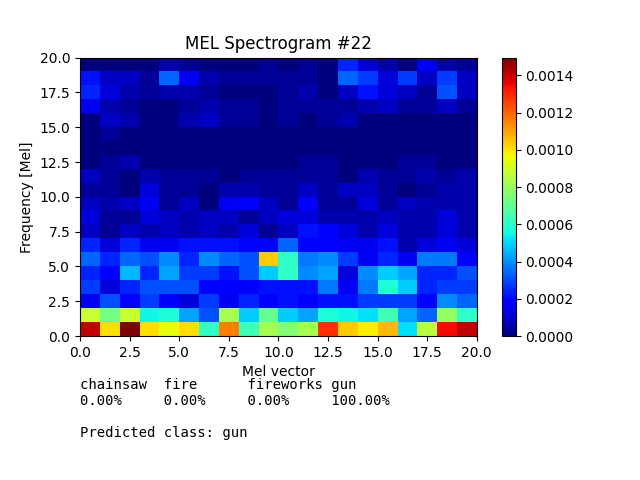 MEL Spectrogram #22
20.0
17.5
15.0
12.5
10.0
7.5
5.0
2.5
0.0
Frequency [Mel]
0.0 2.5 5.0 7.5 10.0 12.5 15.0 17.5 20.0
Mel vector
0.0014
0.0012
0.0010
0.0008
0.0006
0.0004
0.0002
0.0000
chainsaw fire fireworks gun
0.00% 0.00% 0.00% 100.00%
Predicted class: gun